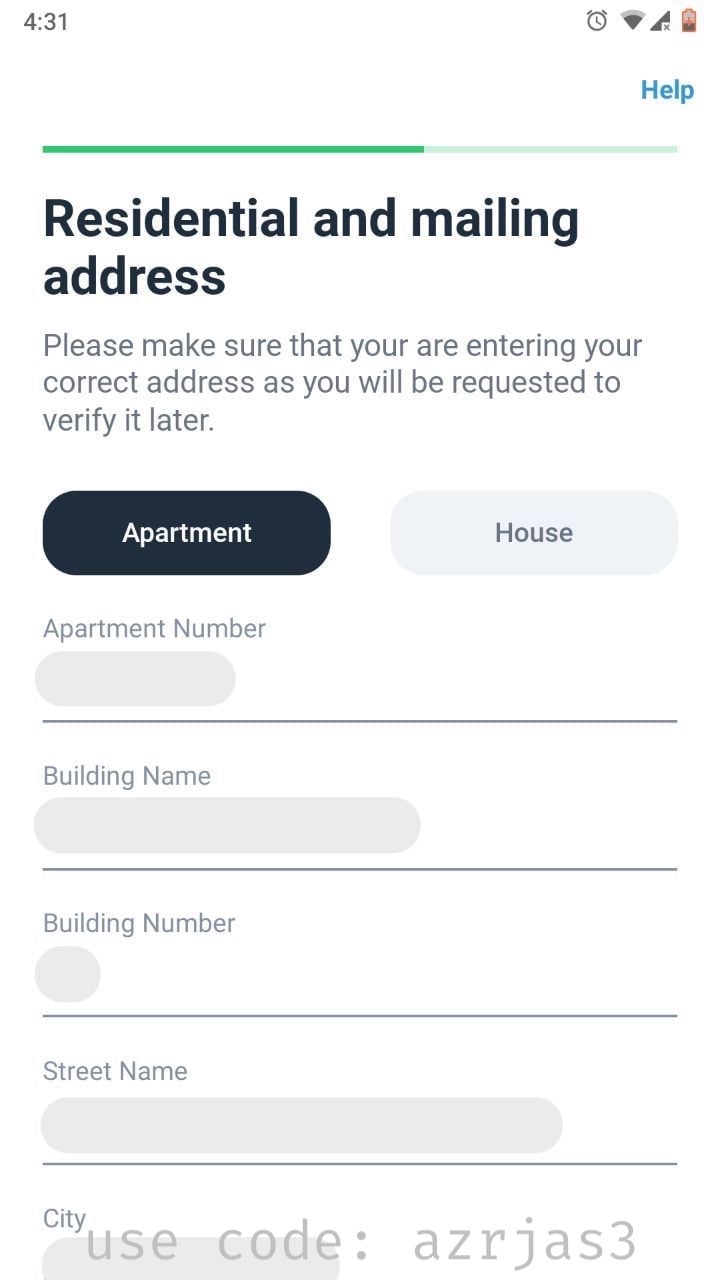 4:31
Help
Residential and mailing
address
Please make sure that your are entering your
correct address as you will be requested to
verify it later.
Apartment
House
Apartment Number
Building Name
Building Number
Street Name
City
use code: azrjas3